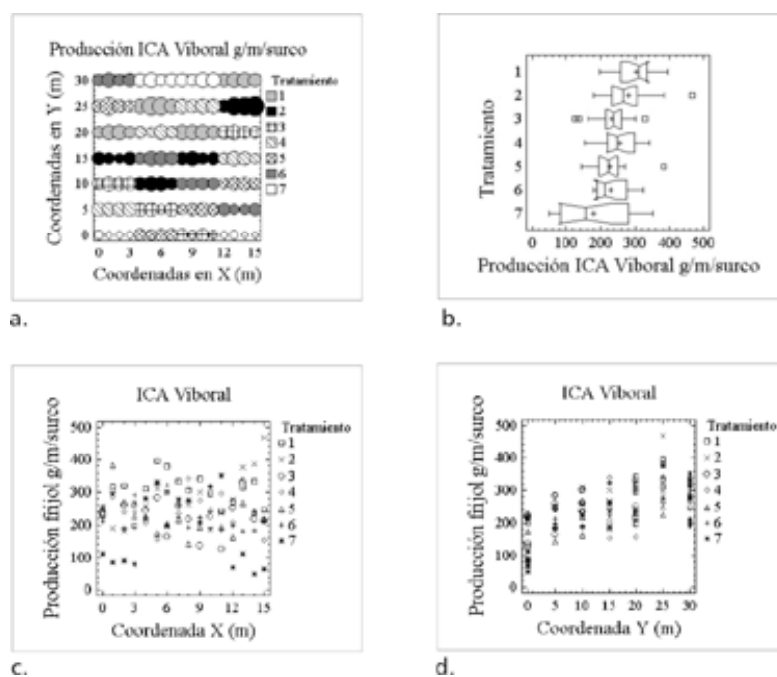 Producción ICA Viboral g/m/surco
Coordenadas en Y (m)
30
25
20
15
10
5
0
0 3 6 9 12 15
Coordenadas en X (m)
Tratamiento
1
2
3
4
5
6
7
a.
Tratamiento
1
2
3
4
5
6
7
0 100 200 300 400 500
Producción ICA Viboral g/m/surco
b.
ICA Viboral
Producción frijol g/m/surco
500
400
300
200
100
0
0 3 6 9 12 15
Coordenada X (m)
Tratamiento
1
2
3
4
5
6
7
c.
ICA Viboral
Producción frijol g/m/surco
500
400
300
200
100
0
0 5 10 15 20 25 30
Coordenada Y (m)
Tratamiento
1
2
3
4
5
6
7
d.